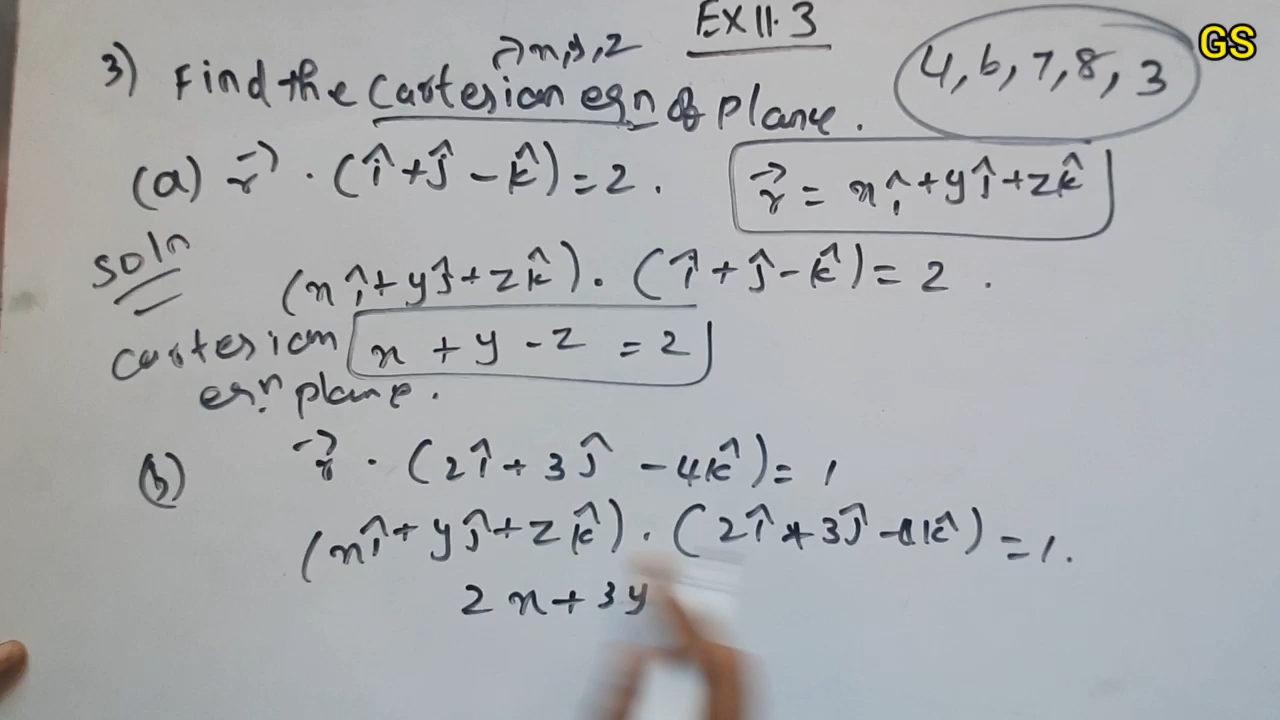 EX 11.3
GS
→ x, y, z
4, 6, 7, 8, 3
3) Find the Cartesian eqn of plane.
(a) r⃗ · (î + ĵ - k̂) = 2. r⃗ = xî + yĵ + zk̂
Soln
(xî + yĵ + zk̂) · (î + ĵ - k̂) = 2.
Cartesian x + y - z = 2
eqn plane.
(b) r⃗ · (2î + 3ĵ - 4k̂) = 1
(xî + yĵ + zk̂) · (2î + 3ĵ - 4k̂) = 1.
2x + 3y